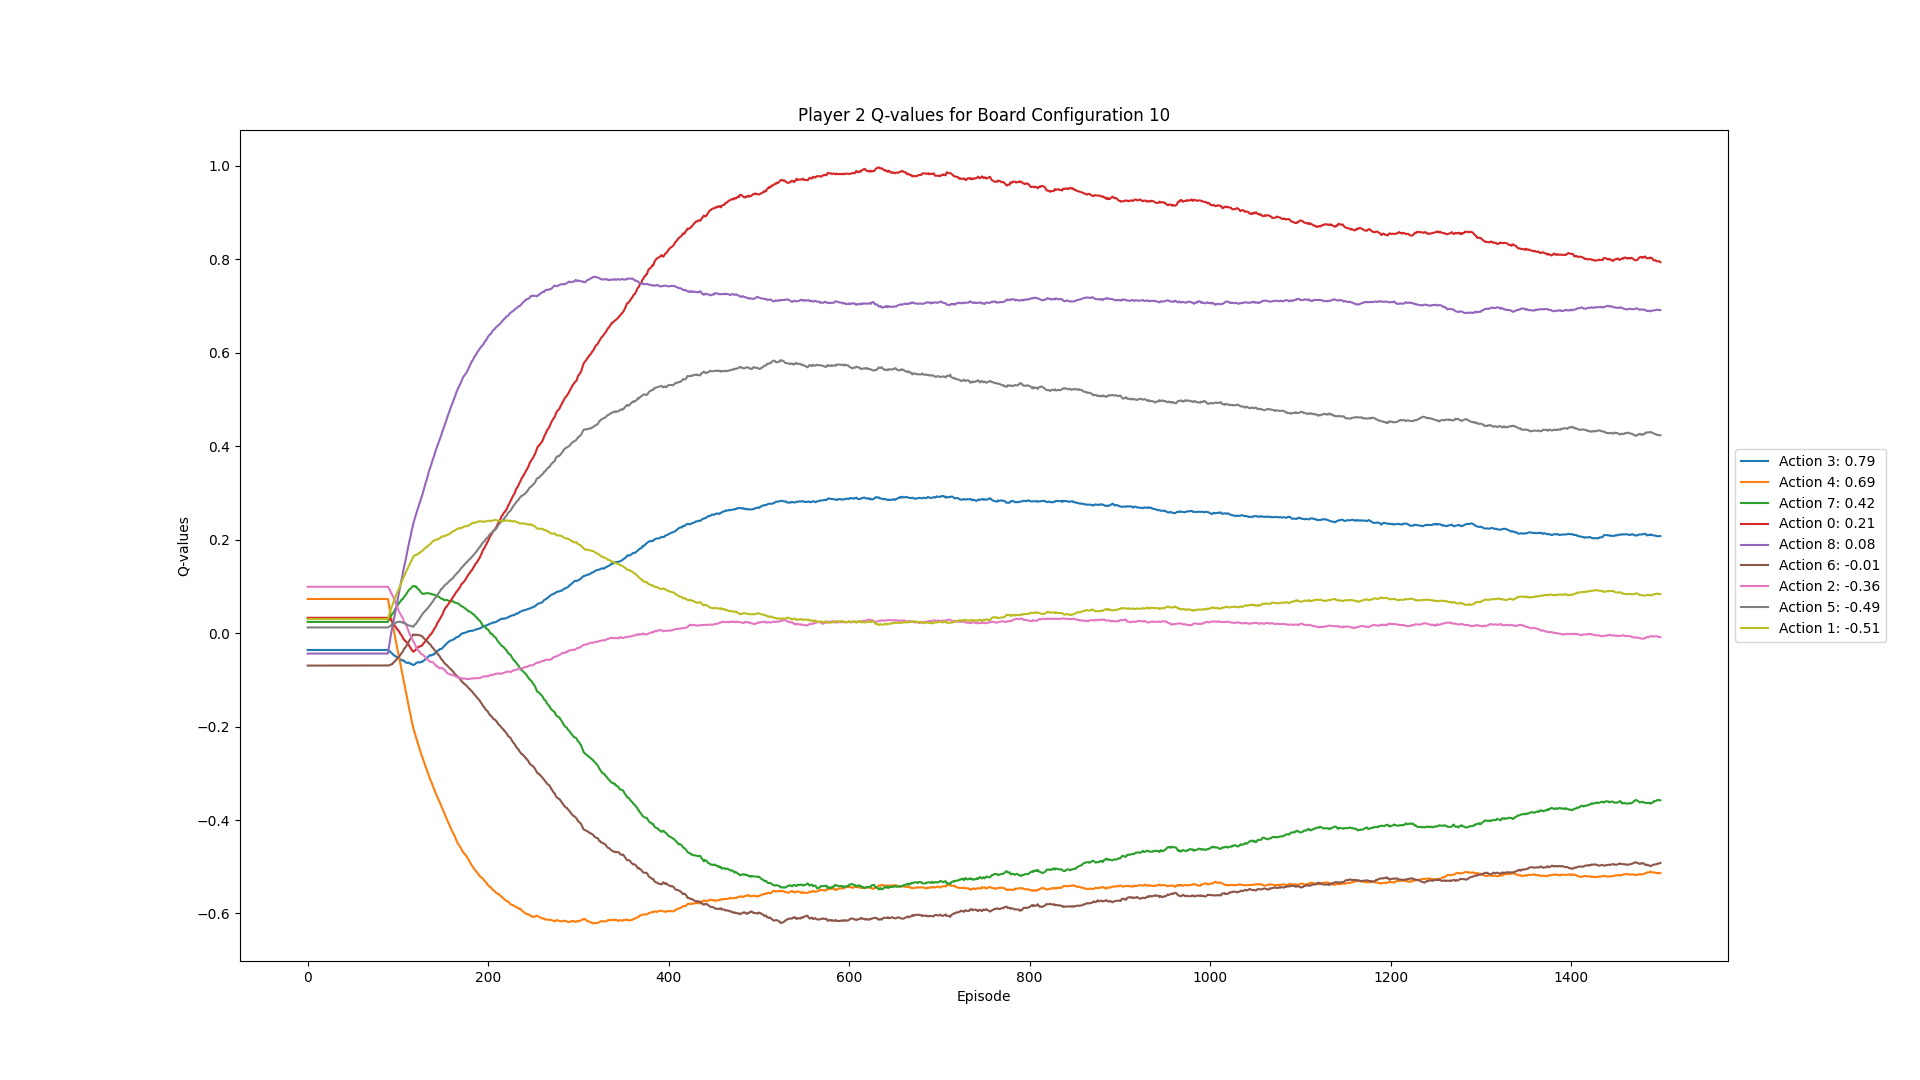 Player 2 Q-values for Board Configuration 10
1.0
0.8
0.6
0.4
0.2
0.0
−0.2
−0.4
−0.6
Q-values
0 200 400 600 800 1000 1200 1400
Episode
Action 3: 0.79
Action 4: 0.69
Action 7: 0.42
Action 0: 0.21
Action 8: 0.08
Action 6: -0.01
Action 2: -0.36
Action 5: -0.49
Action 1: -0.51